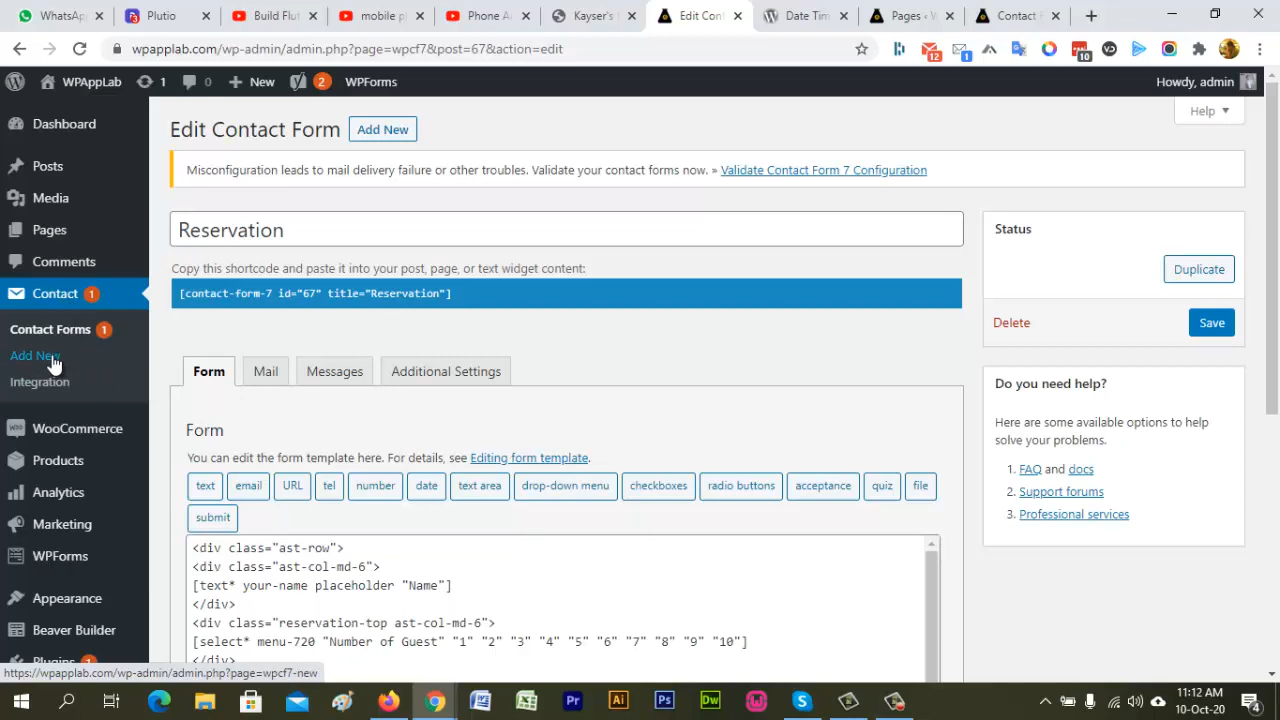 WhatsA
Plutio
Build Flut
mobile p
Phone A
Kayser's
Edit Cont
Date Tim
Pages ‹ W
Contact F
wpapplab.com/wp-admin/admin.php?page=wpcf7&post=67&action=edit
12
1
10
WPAppLab
1
0
New
2
WPForms
Howdy, admin
Dashboard
Posts
Media
Pages
Comments
Contact 1
Contact Forms 1
Add New
Integration
WooCommerce
Products
Analytics
Marketing
WPForms
Appearance
Beaver Builder
Plugins 1
Help
Edit Contact Form
Add New
Misconfiguration leads to mail delivery failure or other troubles. Validate your contact forms now. » Validate Contact Form 7 Configuration
Reservation
Copy this shortcode and paste it into your post, page, or text widget content:
[contact-form-7 id="67" title="Reservation"]
Form
Mail
Messages
Additional Settings
Form
You can edit the form template here. For details, see Editing form template.
text
email
URL
tel
number
date
text area
drop-down menu
checkboxes
radio buttons
acceptance
quiz
file
submit
<div class="ast-row">
<div class="ast-col-md-6">
[text* your-name placeholder "Name"]
</div>
<div class="reservation-top ast-col-md-6">
[select* menu-720 "Number of Guest" "1" "2" "3" "4" "5" "6" "7" "8" "9" "10"]
</div>
Status
Duplicate
Delete
Save
Do you need help?
Here are some available options to help
solve your problems.
1. FAQ and docs
2. Support forums
3. Professional services
https://wpapplab.com/wp-admin/admin.php?page=wpcf7-new
11:12 AM
10-Oct-20
4